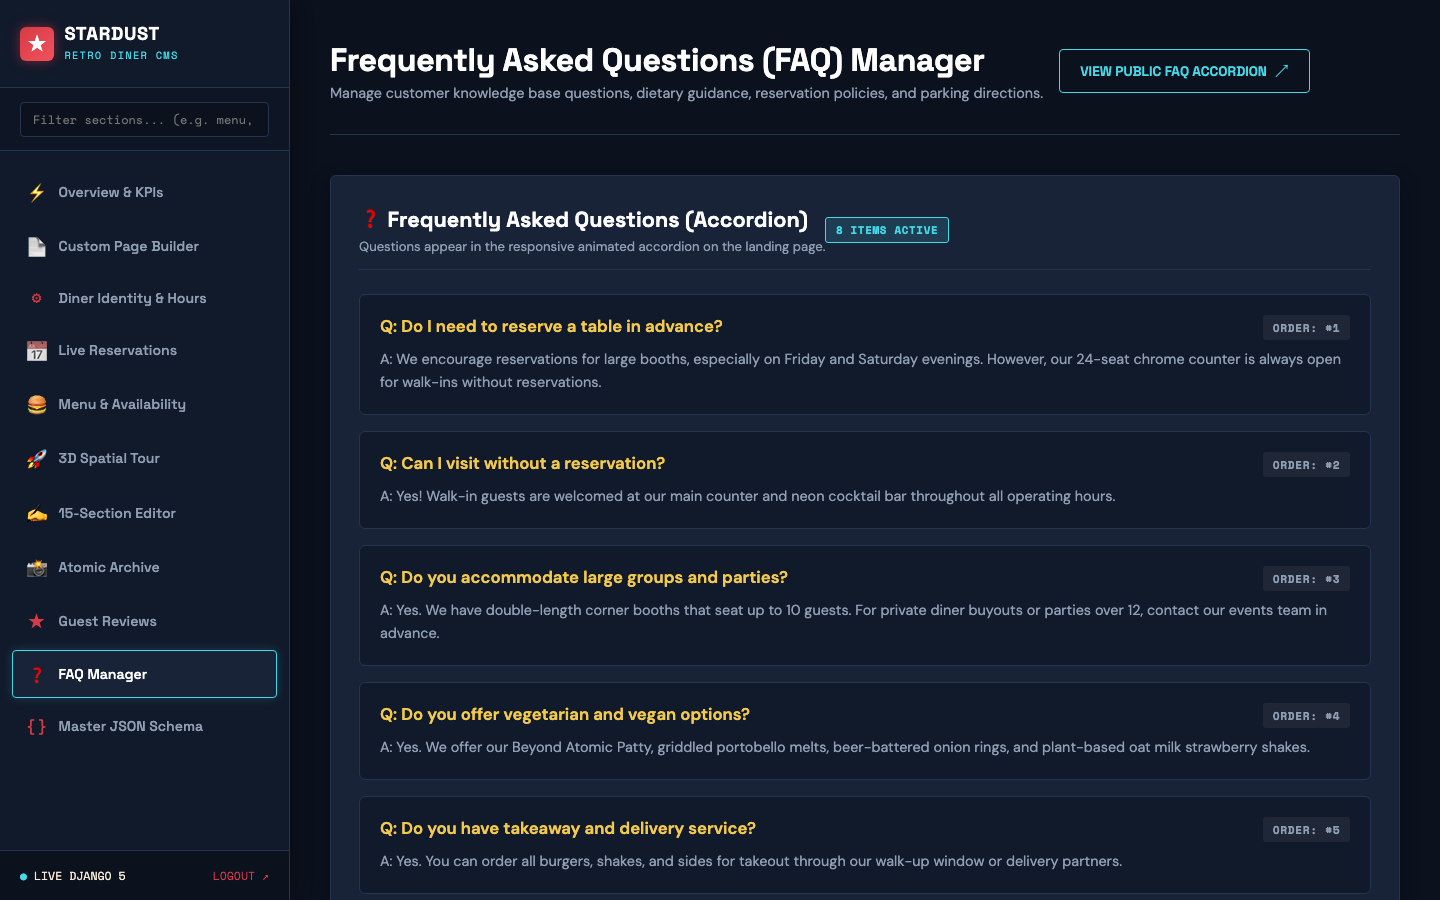 STARDUST
RETRO DINER CMS
Filter sections... (e.g. menu,
Overview & KPIs
Custom Page Builder
Diner Identity & Hours
Live Reservations
Menu & Availability
3D Spatial Tour
15-Section Editor
Atomic Archive
Guest Reviews
FAQ Manager
Master JSON Schema
LIVE DJANGO 5
LOGOUT ↗
Frequently Asked Questions (FAQ) Manager
Manage customer knowledge base questions, dietary guidance, reservation policies, and parking directions.
VIEW PUBLIC FAQ ACCORDION ↗
❓ Frequently Asked Questions (Accordion)
Questions appear in the responsive animated accordion on the landing page.
8 ITEMS ACTIVE
Q: Do I need to reserve a table in advance?
ORDER: #1
A: We encourage reservations for large booths, especially on Friday and Saturday evenings. However, our 24-seat chrome counter is always open
for walk-ins without reservations.
Q: Can I visit without a reservation?
ORDER: #2
A: Yes! Walk-in guests are welcomed at our main counter and neon cocktail bar throughout all operating hours.
Q: Do you accommodate large groups and parties?
ORDER: #3
A: Yes. We have double-length corner booths that seat up to 10 guests. For private diner buyouts or parties over 12, contact our events team in
advance.
Q: Do you offer vegetarian and vegan options?
ORDER: #4
A: Yes. We offer our Beyond Atomic Patty, griddled portobello melts, beer-battered onion rings, and plant-based oat milk strawberry shakes.
Q: Do you have takeaway and delivery service?
ORDER: #5
A: Yes. You can order all burgers, shakes, and sides for takeout through our walk-up window or delivery partners.